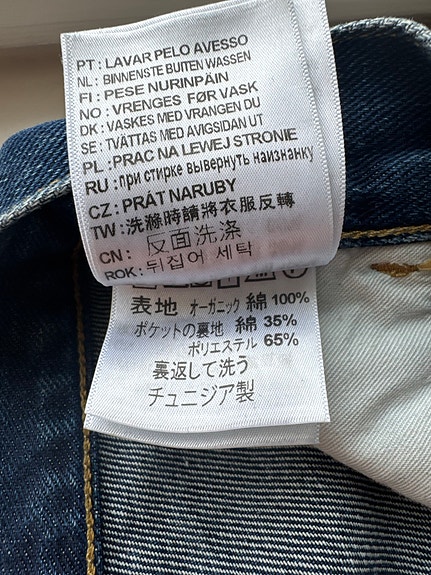 PT : LAVAR PELO AVESSO
NL : BINNENSTE BUITEN WASSEN
FI : PESE NURINPÄIN
NO : VRENGES FØR VASK
DK : VASKES MED VRANGEN DU
SE : TVÄTTAS MED AVIGSIDAN UT
PL : PRAC NA LEWEJ STRONIE
RU : при стирке вывернуть наизнанку
CZ : PRÁT NARUBY
TW : 洗滌時請將衣服反轉
CN : 反面洗涤
ROK : 뒤집어 세탁
表地 オーガニック 綿 100%
ポケットの裏地 綿 35%
ポリエステル 65%
裏返して洗う
チュニジア製